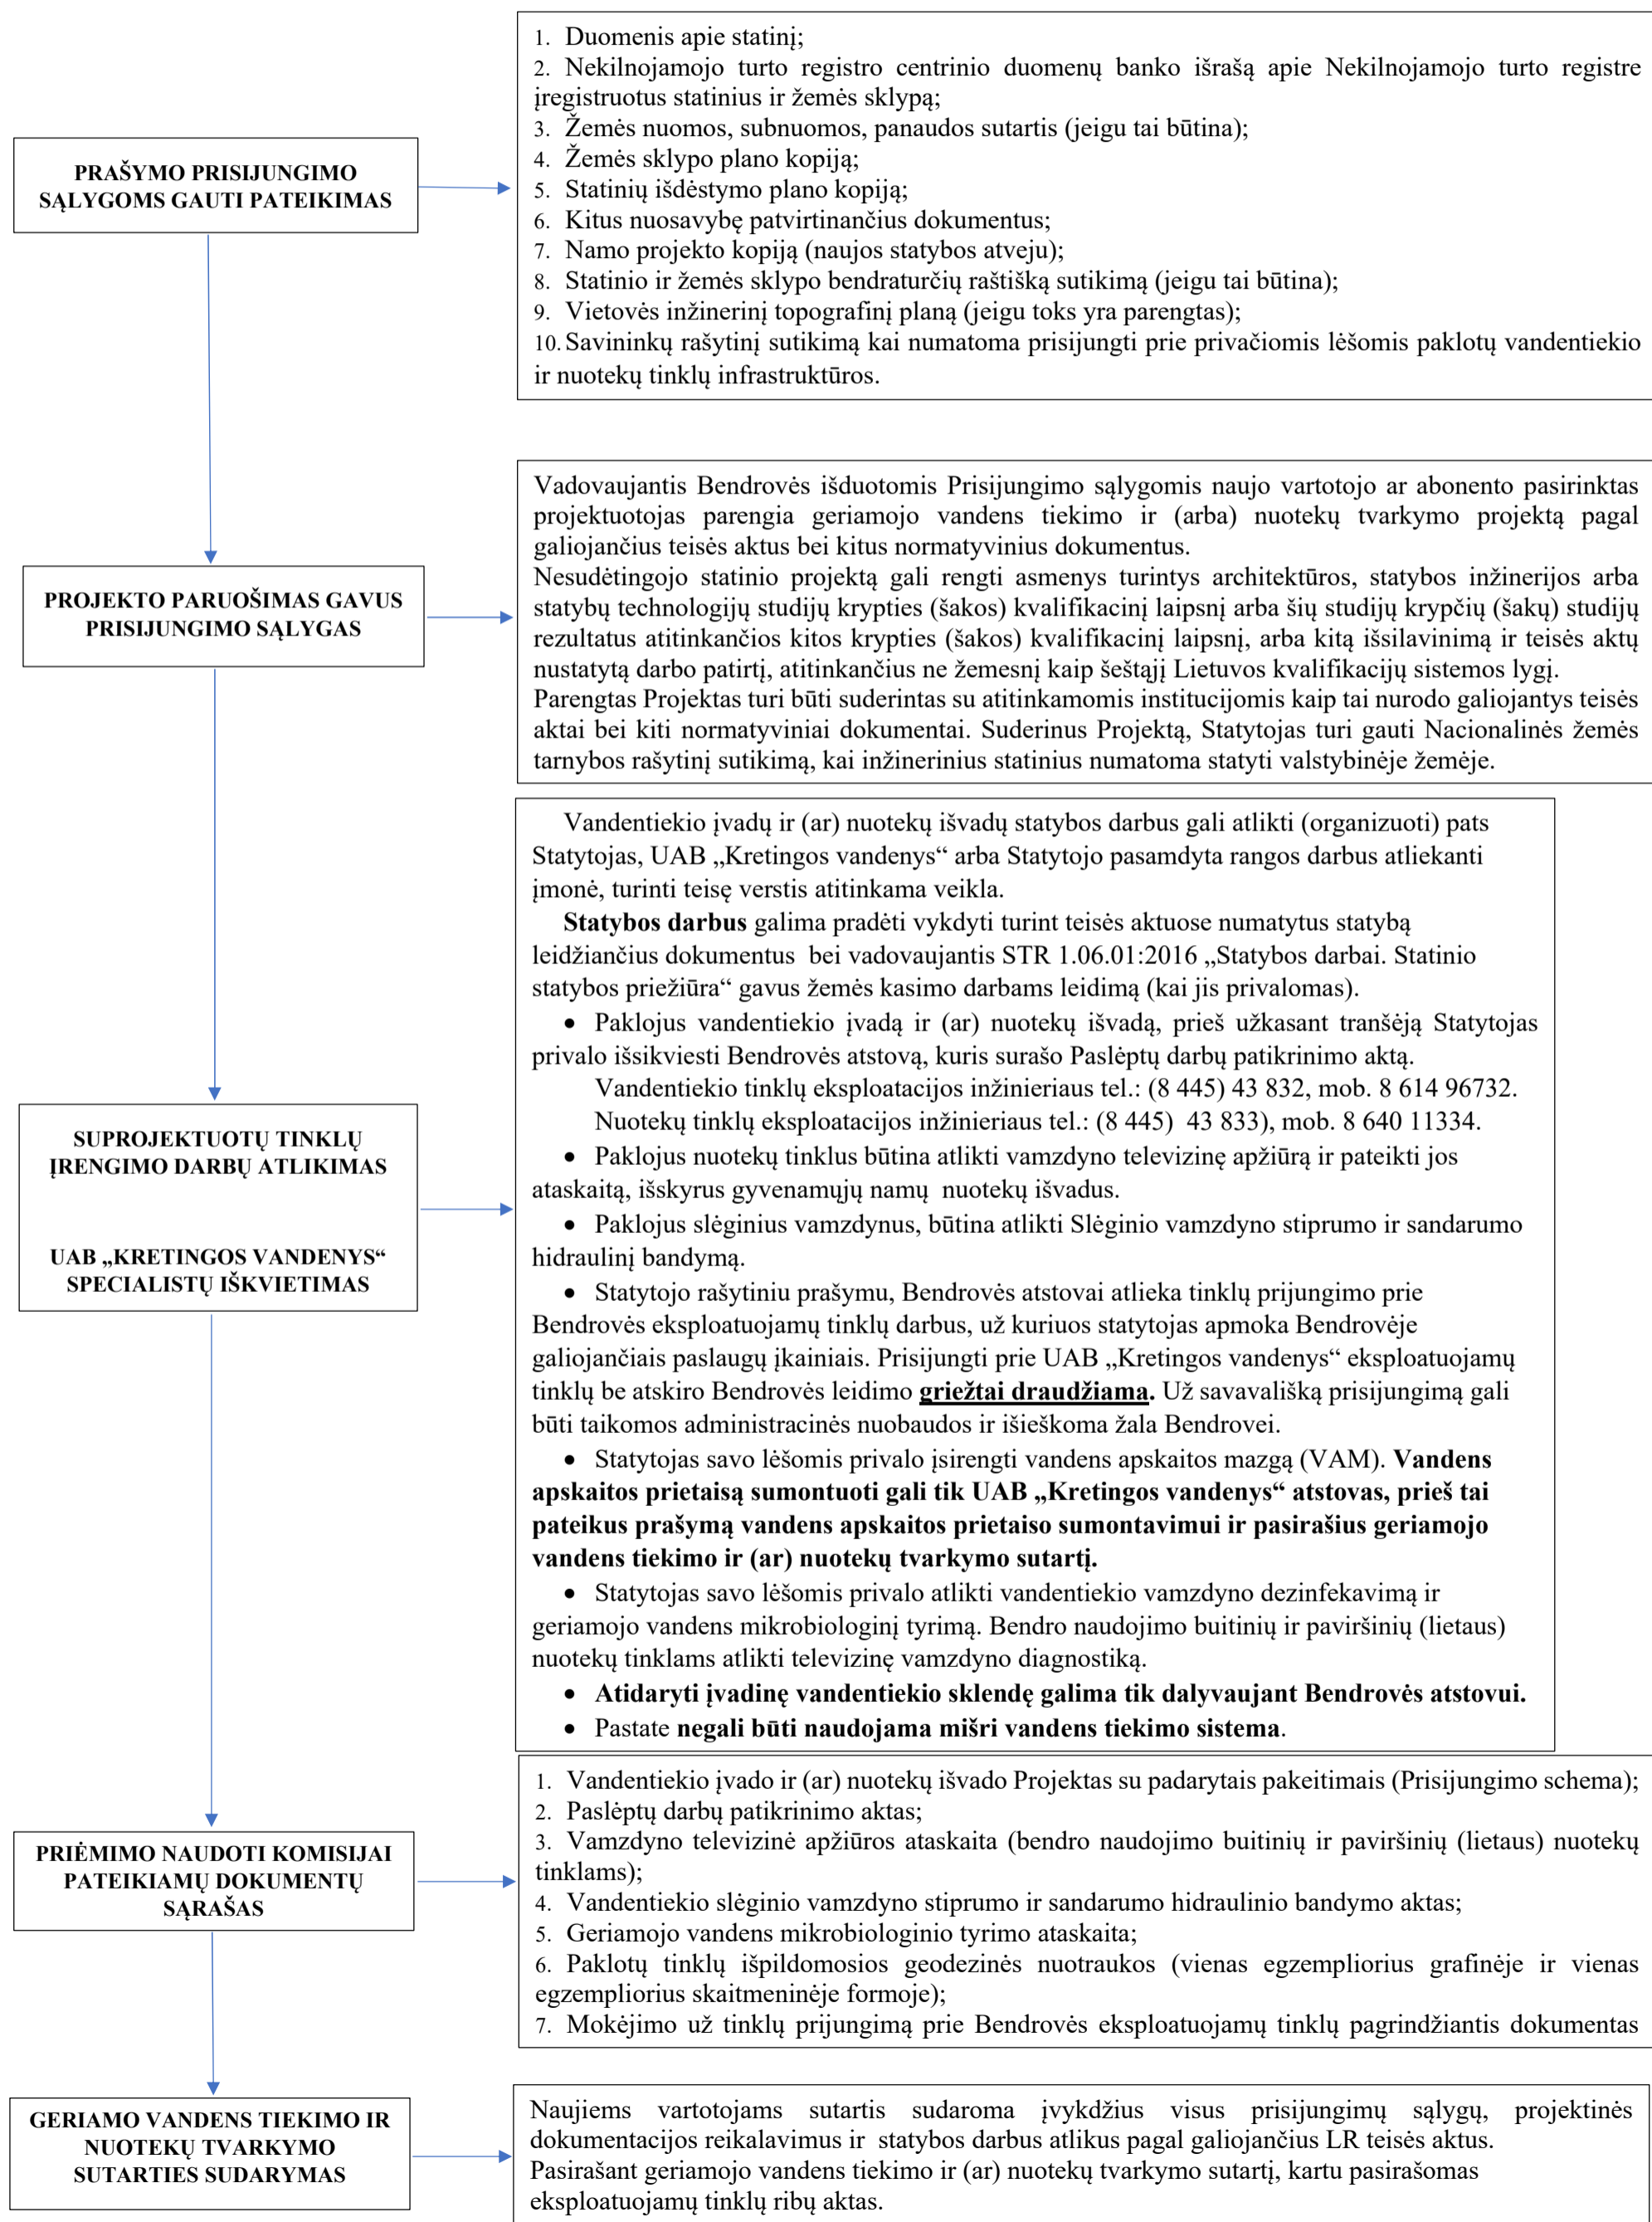 PRAŠYMO PRISIJUNGIMO
SĄLYGOMS GAUTI PATEIKIMAS
1. Duomenis apie statinį;
2. Nekilnojamojo turto registro centrinio duomenų banko išrašą apie Nekilnojamojo turto registre
įregistruotus statinius ir žemės sklypą;
3. Žemės nuomos, subnuomos, panaudos sutartis (jeigu tai būtina);
4. Žemės sklypo plano kopiją;
5. Statinių išdėstymo plano kopiją;
6. Kitus nuosavybę patvirtinančius dokumentus;
7. Namo projekto kopiją (naujos statybos atveju);
8. Statinio ir žemės sklypo bendraturčių raštišką sutikimą (jeigu tai būtina);
9. Vietovės inžinerinį topografinį planą (jeigu toks yra parengtas);
10. Savininkų rašytinį sutikimą kai numatoma prisijungti prie privačiomis lėšomis paklotų vandentiekio
ir nuotekų tinklų infrastruktūros.
PROJEKTO PARUOŠIMAS GAVUS
PRISIJUNGIMO SĄLYGAS
Vadovaujantis Bendrovės išduotomis Prisijungimo sąlygomis naujo vartotojo ar abonento pasirinktas
projektuotojas parengia geriamojo vandens tiekimo ir (arba) nuotekų tvarkymo projektą pagal
galiojančius teisės aktus bei kitus normatyvinius dokumentus.
Nesudėtingojo statinio projektą gali rengti asmenys turintys architektūros, statybos inžinerijos arba
statybų technologijų studijų krypties (šakos) kvalifikacinį laipsnį arba šių studijų krypčių (šakų) studijų
rezultatus atitinkančios kitos krypties (šakos) kvalifikacinį laipsnį, arba kitą išsilavinimą ir teisės aktų
nustatytą darbo patirtį, atitinkančius ne žemesnį kaip šeštąjį Lietuvos kvalifikacijų sistemos lygį.
Parengtas Projektas turi būti suderintas su atitinkamomis institucijomis kaip tai nurodo galiojantys teisės
aktai bei kiti normatyviniai dokumentai. Suderinus Projektą, Statytojas turi gauti Nacionalinės žemės
tarnybos rašytinį sutikimą, kai inžinerinius statinius numatoma statyti valstybinėje žemėje.
SUPROJEKTUOTŲ TINKLŲ
ĮRENGIMO DARBŲ ATLIKIMAS
UAB „KRETINGOS VANDENYS“
SPECIALISTŲ IŠKVIETIMAS
Vandentiekio įvadų ir (ar) nuotekų išvadų statybos darbus gali atlikti (organizuoti) pats
Statytojas, UAB „Kretingos vandenys“ arba Statytojo pasamdyta rangos darbus atliekanti
įmonė, turinti teisę verstis atitinkama veikla.
Statybos darbus galima pradėti vykdyti turint teisės aktuose numatytus statybą
leidžiančius dokumentus bei vadovaujantis STR 1.06.01:2016 „Statybos darbai. Statinio
statybos priežiūra“ gavus žemės kasimo darbams leidimą (kai jis privalomas).
• Paklojus vandentiekio įvadą ir (ar) nuotekų išvadą, prieš užkasant tranšėją Statytojas
privalo išsikviesti Bendrovės atstovą, kuris surašo Paslėptų darbų patikrinimo aktą.
Vandentiekio tinklų eksploatacijos inžinieriaus tel.: (8 445) 43 832, mob. 8 614 96732.
Nuotekų tinklų eksploatacijos inžinieriaus tel.: (8 445) 43 833), mob. 8 640 11334.
• Paklojus nuotekų tinklus būtina atlikti vamzdyno televizinę apžiūrą ir pateikti jos
ataskaitą, išskyrus gyvenamųjų namų nuotekų išvadus.
• Paklojus slėginius vamzdynus, būtina atlikti Slėginio vamzdyno stiprumo ir sandarumo
hidraulinį bandymą.
• Statytojo rašytiniu prašymu, Bendrovės atstovai atlieka tinklų prijungimo prie
Bendrovės eksploatuojamų tinklų darbus, už kuriuos statytojas apmoka Bendrovėje
galiojančiais paslaugų įkainiais. Prisijungti prie UAB „Kretingos vandenys“ eksploatuojamų
tinklų be atskiro Bendrovės leidimo griežtai draudžiama. Už savavališką prisijungimą gali
būti taikomos administracinės nuobaudos ir išieškoma žala Bendrovei.
• Statytojas savo lėšomis privalo įsirengti vandens apskaitos mazgą (VAM). Vandens
apskaitos prietaisą sumontuoti gali tik UAB „Kretingos vandenys“ atstovas, prieš tai
pateikus prašymą vandens apskaitos prietaiso sumontavimui ir pasirašius geriamojo
vandens tiekimo ir (ar) nuotekų tvarkymo sutartį.
• Statytojas savo lėšomis privalo atlikti vandentiekio vamzdyno dezinfekavimą ir
geriamojo vandens mikrobiologinį tyrimą. Bendro naudojimo buitinių ir paviršinių (lietaus)
nuotekų tinklams atlikti televizinę vamzdyno diagnostiką.
• Atidaryti įvadinę vandentiekio sklendę galima tik dalyvaujant Bendrovės atstovui.
• Pastate negali būti naudojama mišri vandens tiekimo sistema.
PRIĖMIMO NAUDOTI KOMISIJAI
PATEIKIAMŲ DOKUMENTŲ
SĄRAŠAS
1. Vandentiekio įvado ir (ar) nuotekų išvado Projektas su padarytais pakeitimais (Prisijungimo schema);
2. Paslėptų darbų patikrinimo aktas;
3. Vamzdyno televizinė apžiūros ataskaita (bendro naudojimo buitinių ir paviršinių (lietaus) nuotekų
tinklams);
4. Vandentiekio slėginio vamzdyno stiprumo ir sandarumo hidraulinio bandymo aktas;
5. Geriamojo vandens mikrobiologinio tyrimo ataskaita;
6. Paklotų tinklų išpildomosios geodezinės nuotraukos (vienas egzempliorius grafinėje ir vienas
egzempliorius skaitmeninėje formoje);
7. Mokėjimo už tinklų prijungimą prie Bendrovės eksploatuojamų tinklų pagrindžiantis dokumentas
GERIAMO VANDENS TIEKIMO IR
NUOTEKŲ TVARKYMO
SUTARTIES SUDARYMAS
Naujiems vartotojams sutartis sudaroma įvykdžius visus prisijungimų sąlygų, projektinės
dokumentacijos reikalavimus ir statybos darbus atlikus pagal galiojančius LR teisės aktus.
Pasirašant geriamojo vandens tiekimo ir (ar) nuotekų tvarkymo sutartį, kartu pasirašomas
eksploatuojamų tinklų ribų aktas.